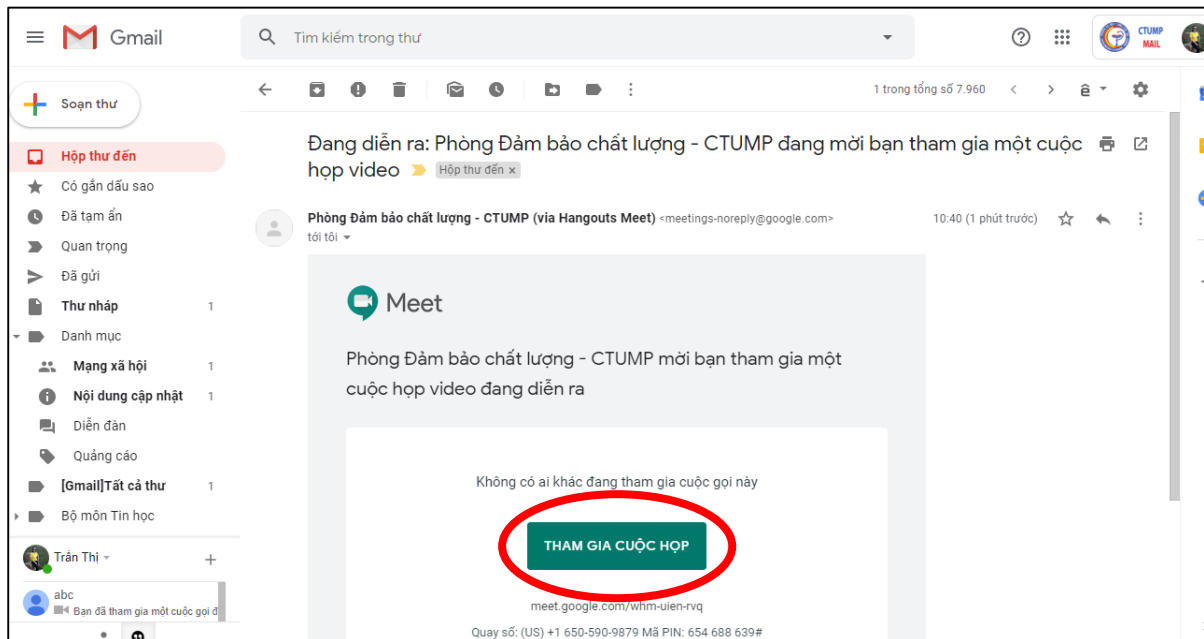 Gmail
Tìm kiếm trong thư
CTUMP
MAIL
Soạn thư
1 trong tổng số 7.960
ê
Hộp thư đến
Có gắn dấu sao
Đã tạm ẩn
Quan trọng
Đã gửi
Thư nháp 1
Danh mục
Mạng xã hội 1
Nội dung cập nhật 1
Diễn đàn
Quảng cáo
[Gmail]Tất cả thư 1
Bộ môn Tin học
Trần Thị
abc
Bạn đã tham gia một cuộc gọi đ
Đang diễn ra: Phòng Đảm bảo chất lượng - CTUMP đang mời bạn tham gia một cuộc
họp video Hộp thư đến x
Phòng Đảm bảo chất lượng - CTUMP (via Hangouts Meet) <meetings-noreply@google.com> 10:40 (1 phút trước)
tới tôi
Meet
Phòng Đảm bảo chất lượng - CTUMP mời bạn tham gia một
cuộc họp video đang diễn ra
Không có ai khác đang tham gia cuộc gọi này
THAM GIA CUỘC HỌP
meet.google.com/whm-uien-rvq
Quay số: (US) +1 650-590-9879 Mã PIN: 654 688 639#